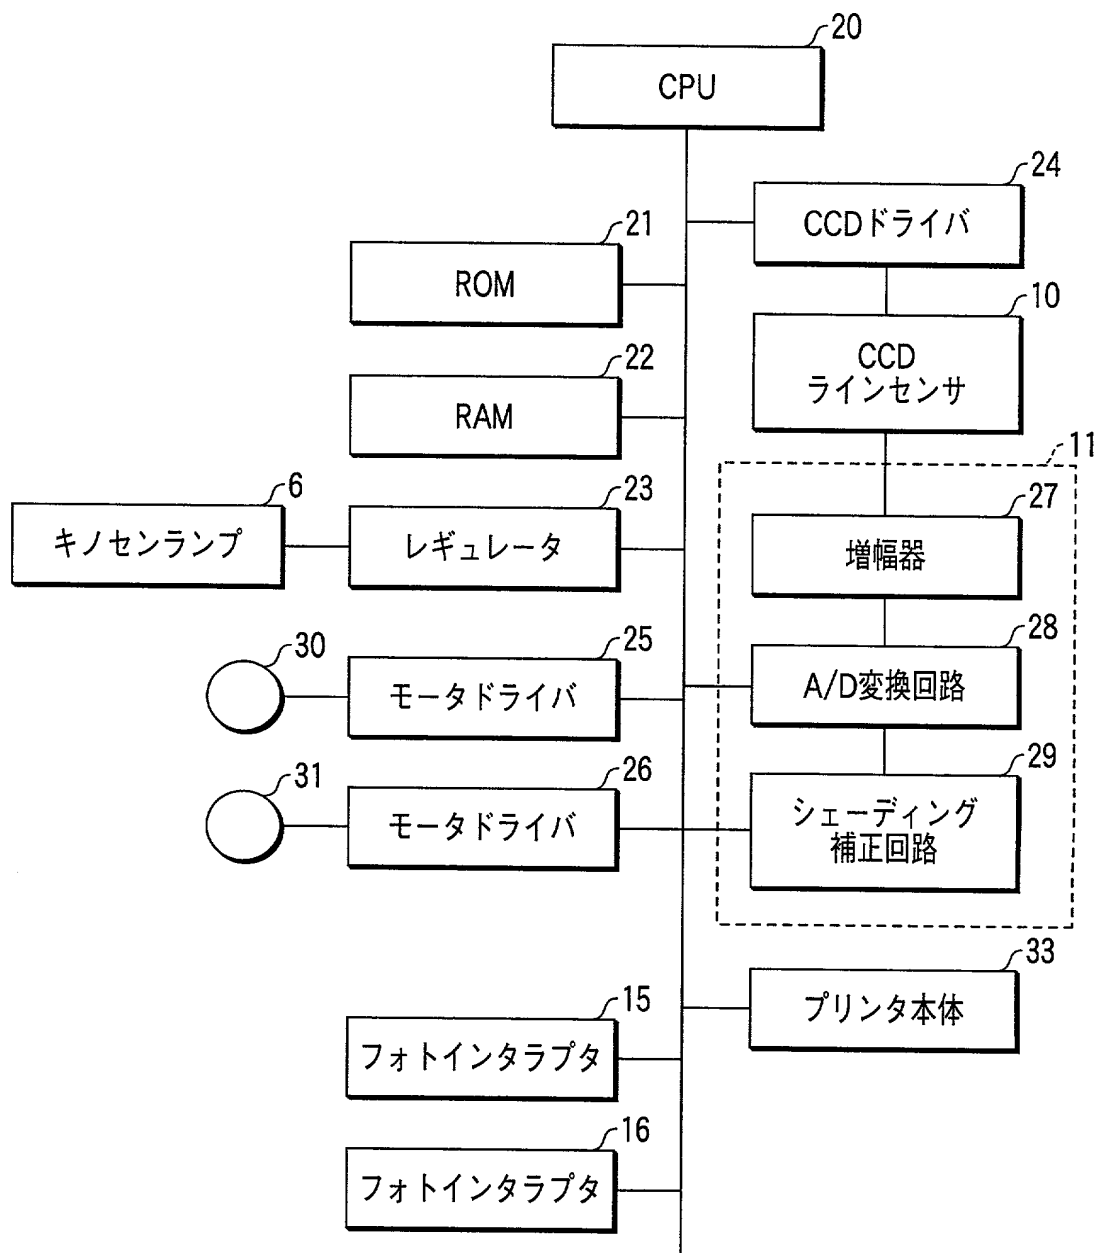 20
CPU
24
CCDドライバ
21
ROM
10
CCD
ラインセンサ
22
RAM
11
6
キノセンランプ
23
レギュレータ
27
増幅器
30
25
モータドライバ
28
A/D変換回路
31
26
モータドライバ
29
シェーディング
補正回路
33
プリンタ本体
15
フォトインタラプタ
16
フォトインタラプタ